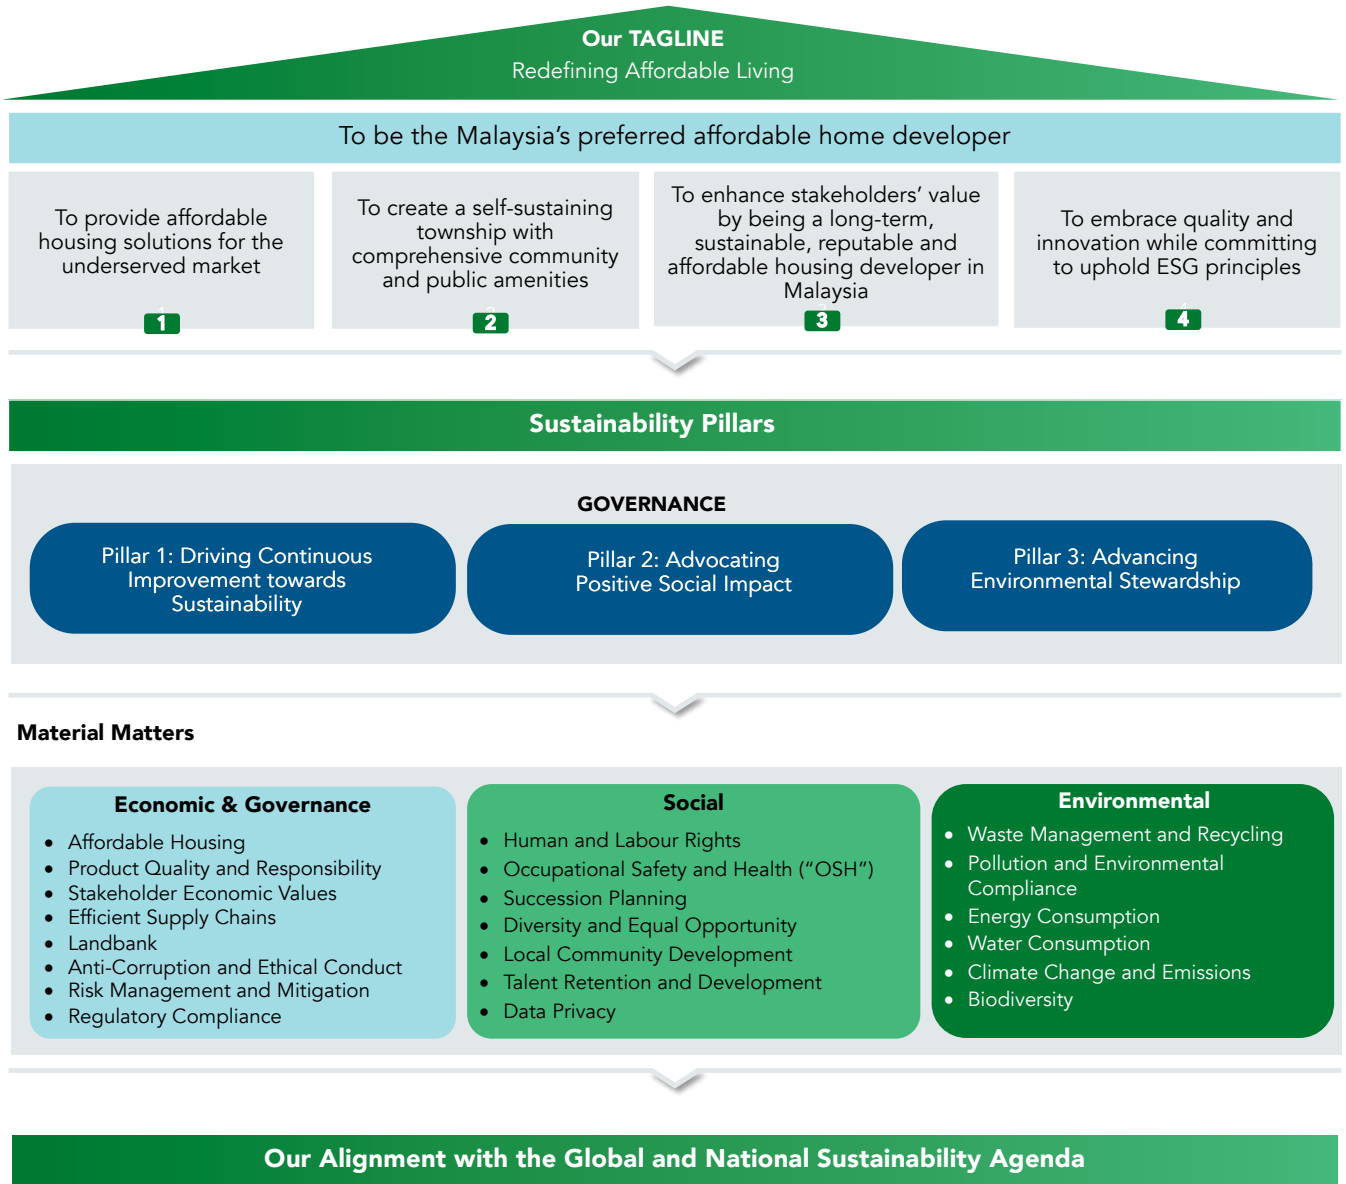 Our TAGLINE
Redefining Affordable Living
To be the Malaysia's preferred affordable home developer
To provide affordable
housing solutions for the
underserved market
1
To create a self-sustaining
township with
comprehensive community
and public amenities
2
To enhance stakeholders' value
by being a long-term,
sustainable, reputable and
affordable housing developer in
Malaysia
3
To embrace quality and
innovation while committing
to uphold ESG principles
4
Sustainability Pillars
GOVERNANCE
Pillar 1: Driving Continuous
Improvement towards
Sustainability
Pillar 2: Advocating
Positive Social Impact
Pillar 3: Advancing
Environmental Stewardship
Material Matters
Economic & Governance
• Affordable Housing
• Product Quality and Responsibility
• Stakeholder Economic Values
• Efficient Supply Chains
• Landbank
• Anti-Corruption and Ethical Conduct
• Risk Management and Mitigation
• Regulatory Compliance
Social
• Human and Labour Rights
• Occupational Safety and Health (“OSH”)
• Succession Planning
• Diversity and Equal Opportunity
• Local Community Development
• Talent Retention and Development
• Data Privacy
Environmental
• Waste Management and Recycling
• Pollution and Environmental
Compliance
• Energy Consumption
• Water Consumption
• Climate Change and Emissions
• Biodiversity
Our Alignment with the Global and National Sustainability Agenda